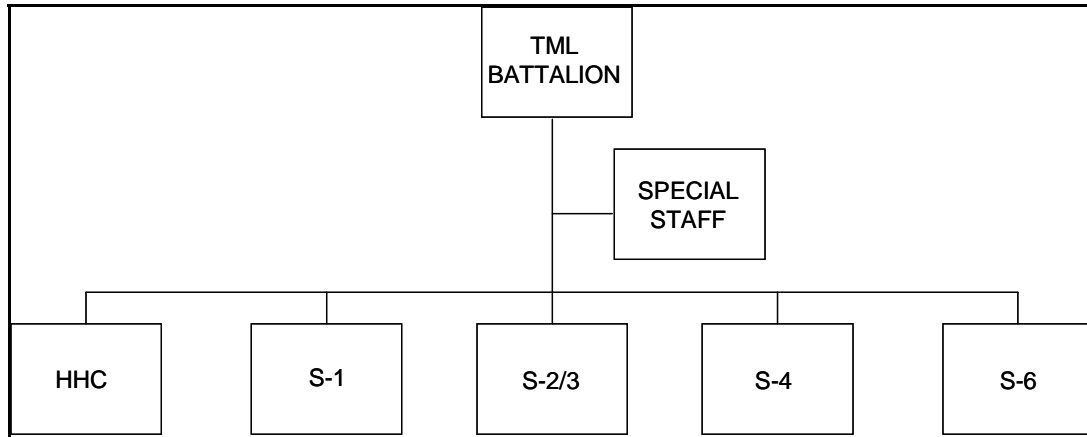 TML
BATTALION
SPECIAL
STAFF
HHC
S-1
S-2/3
S-4
S-6